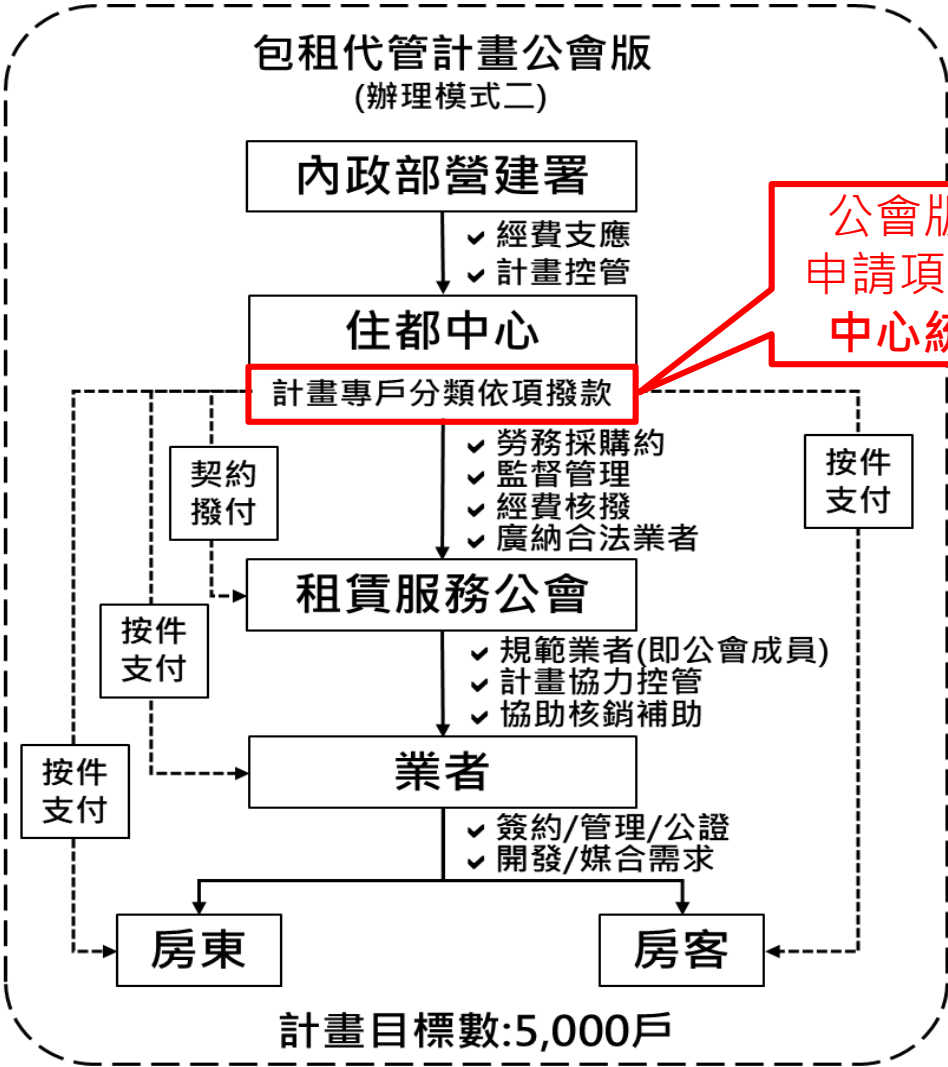 包租代管計畫公會版
(辦理模式二)
內政部營建署
經費支應
計畫控管
公會版
申請項
中心統
住都中心
計畫專戶分類依項撥款
勞務採購約
監督管理
經費核撥
廣納合法業者
契約
撥付
按件
支付
租賃服務公會
按件
支付
規範業者(即公會成員)
計畫協力控管
協助核銷補助
業者
按件
支付
簽約/管理/公證
開發/媒合需求
房東
房客
計畫目標數:5,000戶